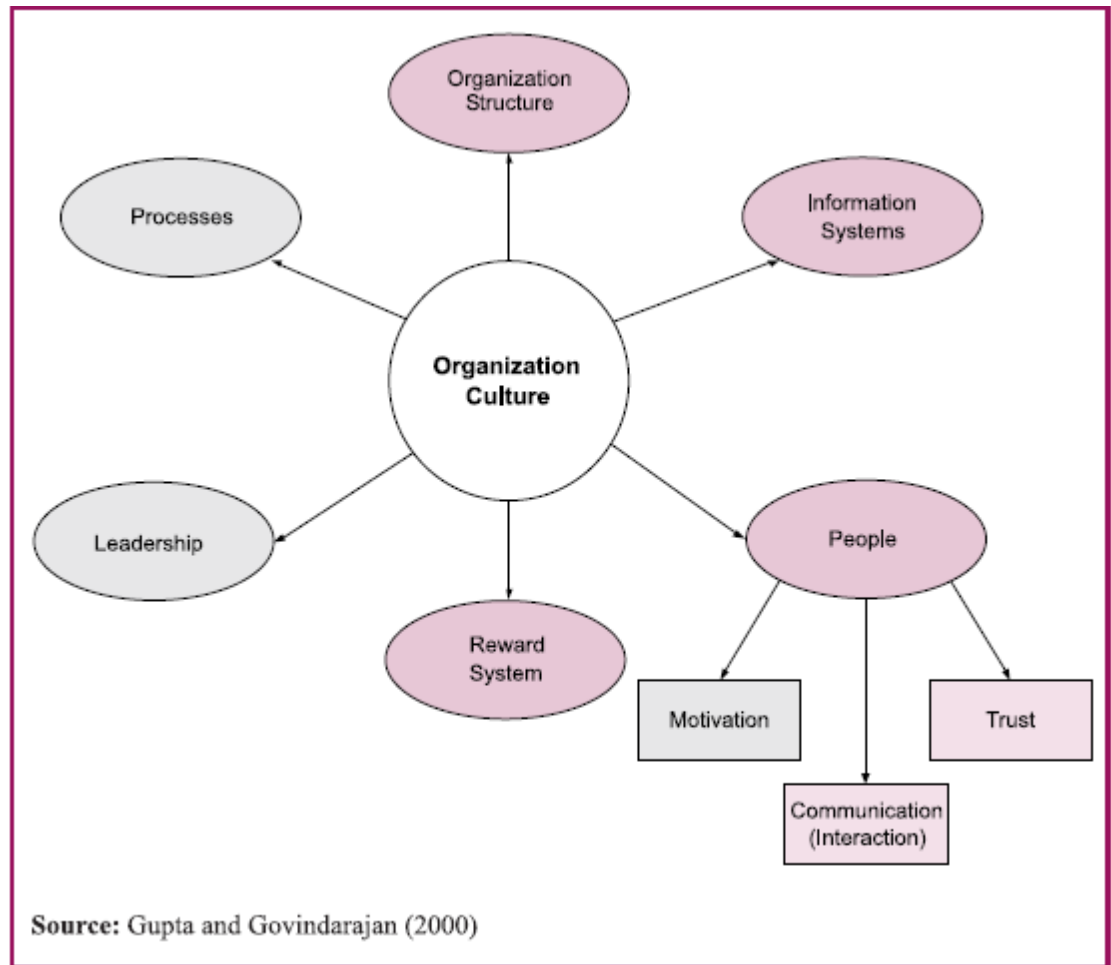 Organization
Structure
Processes
Information
Systems
Organization
Culture
Leadership
People
Reward
System
Motivation
Trust
Communication
(Interaction)
Source: Gupta and Govindarajan (2000)